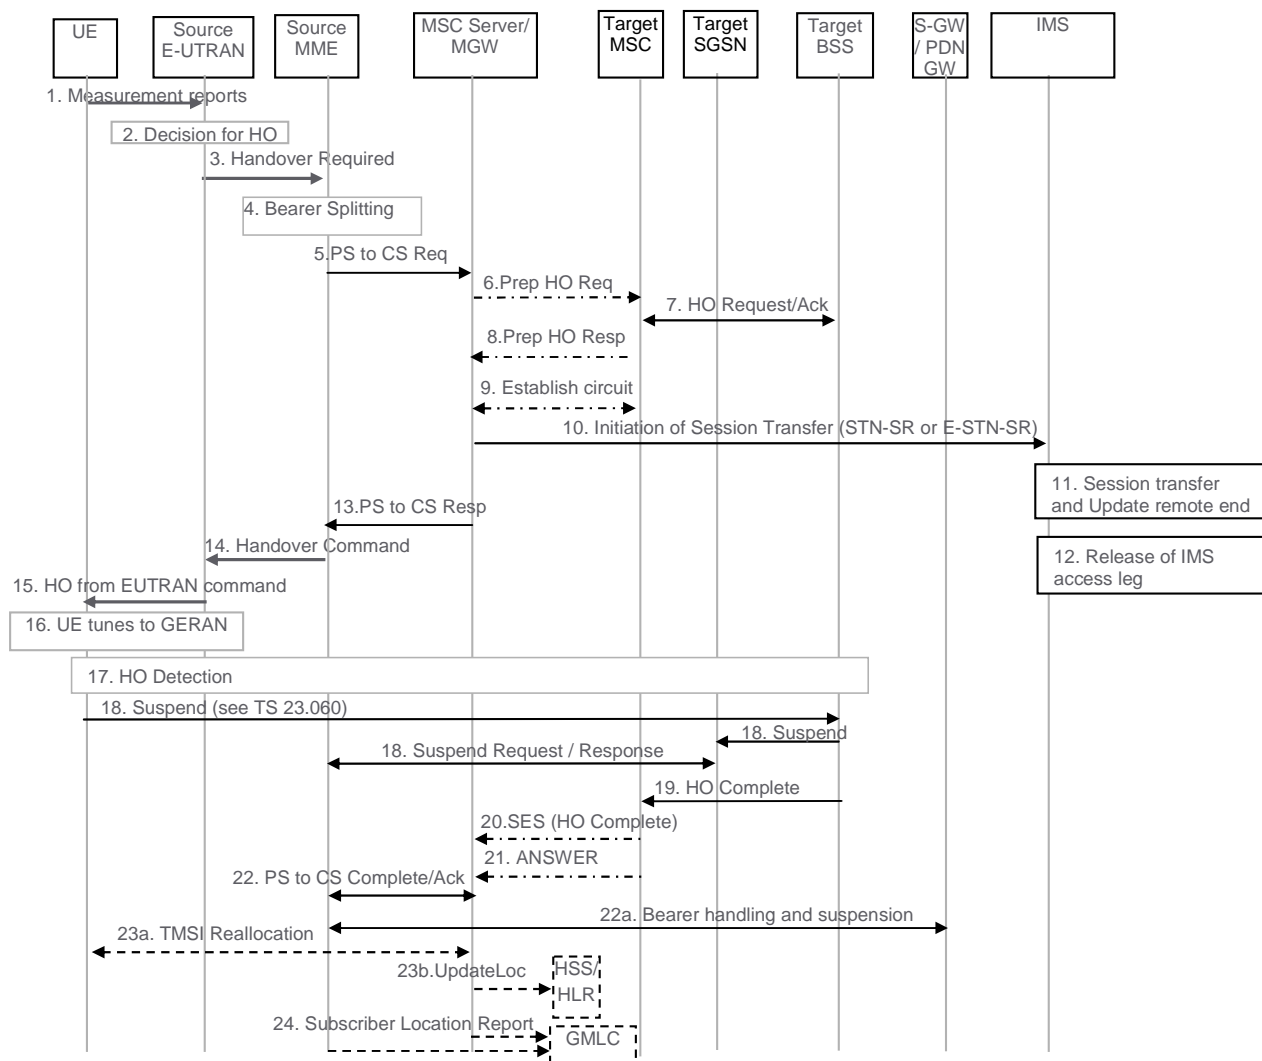 UE
Source
E-UTRAN
Source
MME
MSC Server/
MGW
Target
MSC
Target
SGSN
Target
BSS
S-GW
/ PDN
GW
IMS
1. Measurement reports
2. Decision for HO
3. Handover Required
4. Bearer Splitting
5.PS to CS Req
6.Prep HO Req
7. HO Request/Ack
8.Prep HO Resp
9. Establish circuit
10. Initiation of Session Transfer (STN-SR or E-STN-SR)
11. Session transfer
and Update remote end
13.PS to CS Resp
12. Release of IMS
access leg
14. Handover Command
15. HO from EUTRAN command
16. UE tunes to GERAN
17. HO Detection
18. Suspend (see TS 23.060)
18. Suspend
18. Suspend Request / Response
19. HO Complete
20.SES (HO Complete)
21. ANSWER
22. PS to CS Complete/Ack
22a. Bearer handling and suspension
23a. TMSI Reallocation
23b.UpdateLoc
HSS/
HLR
24. Subscriber Location Report
GMLC